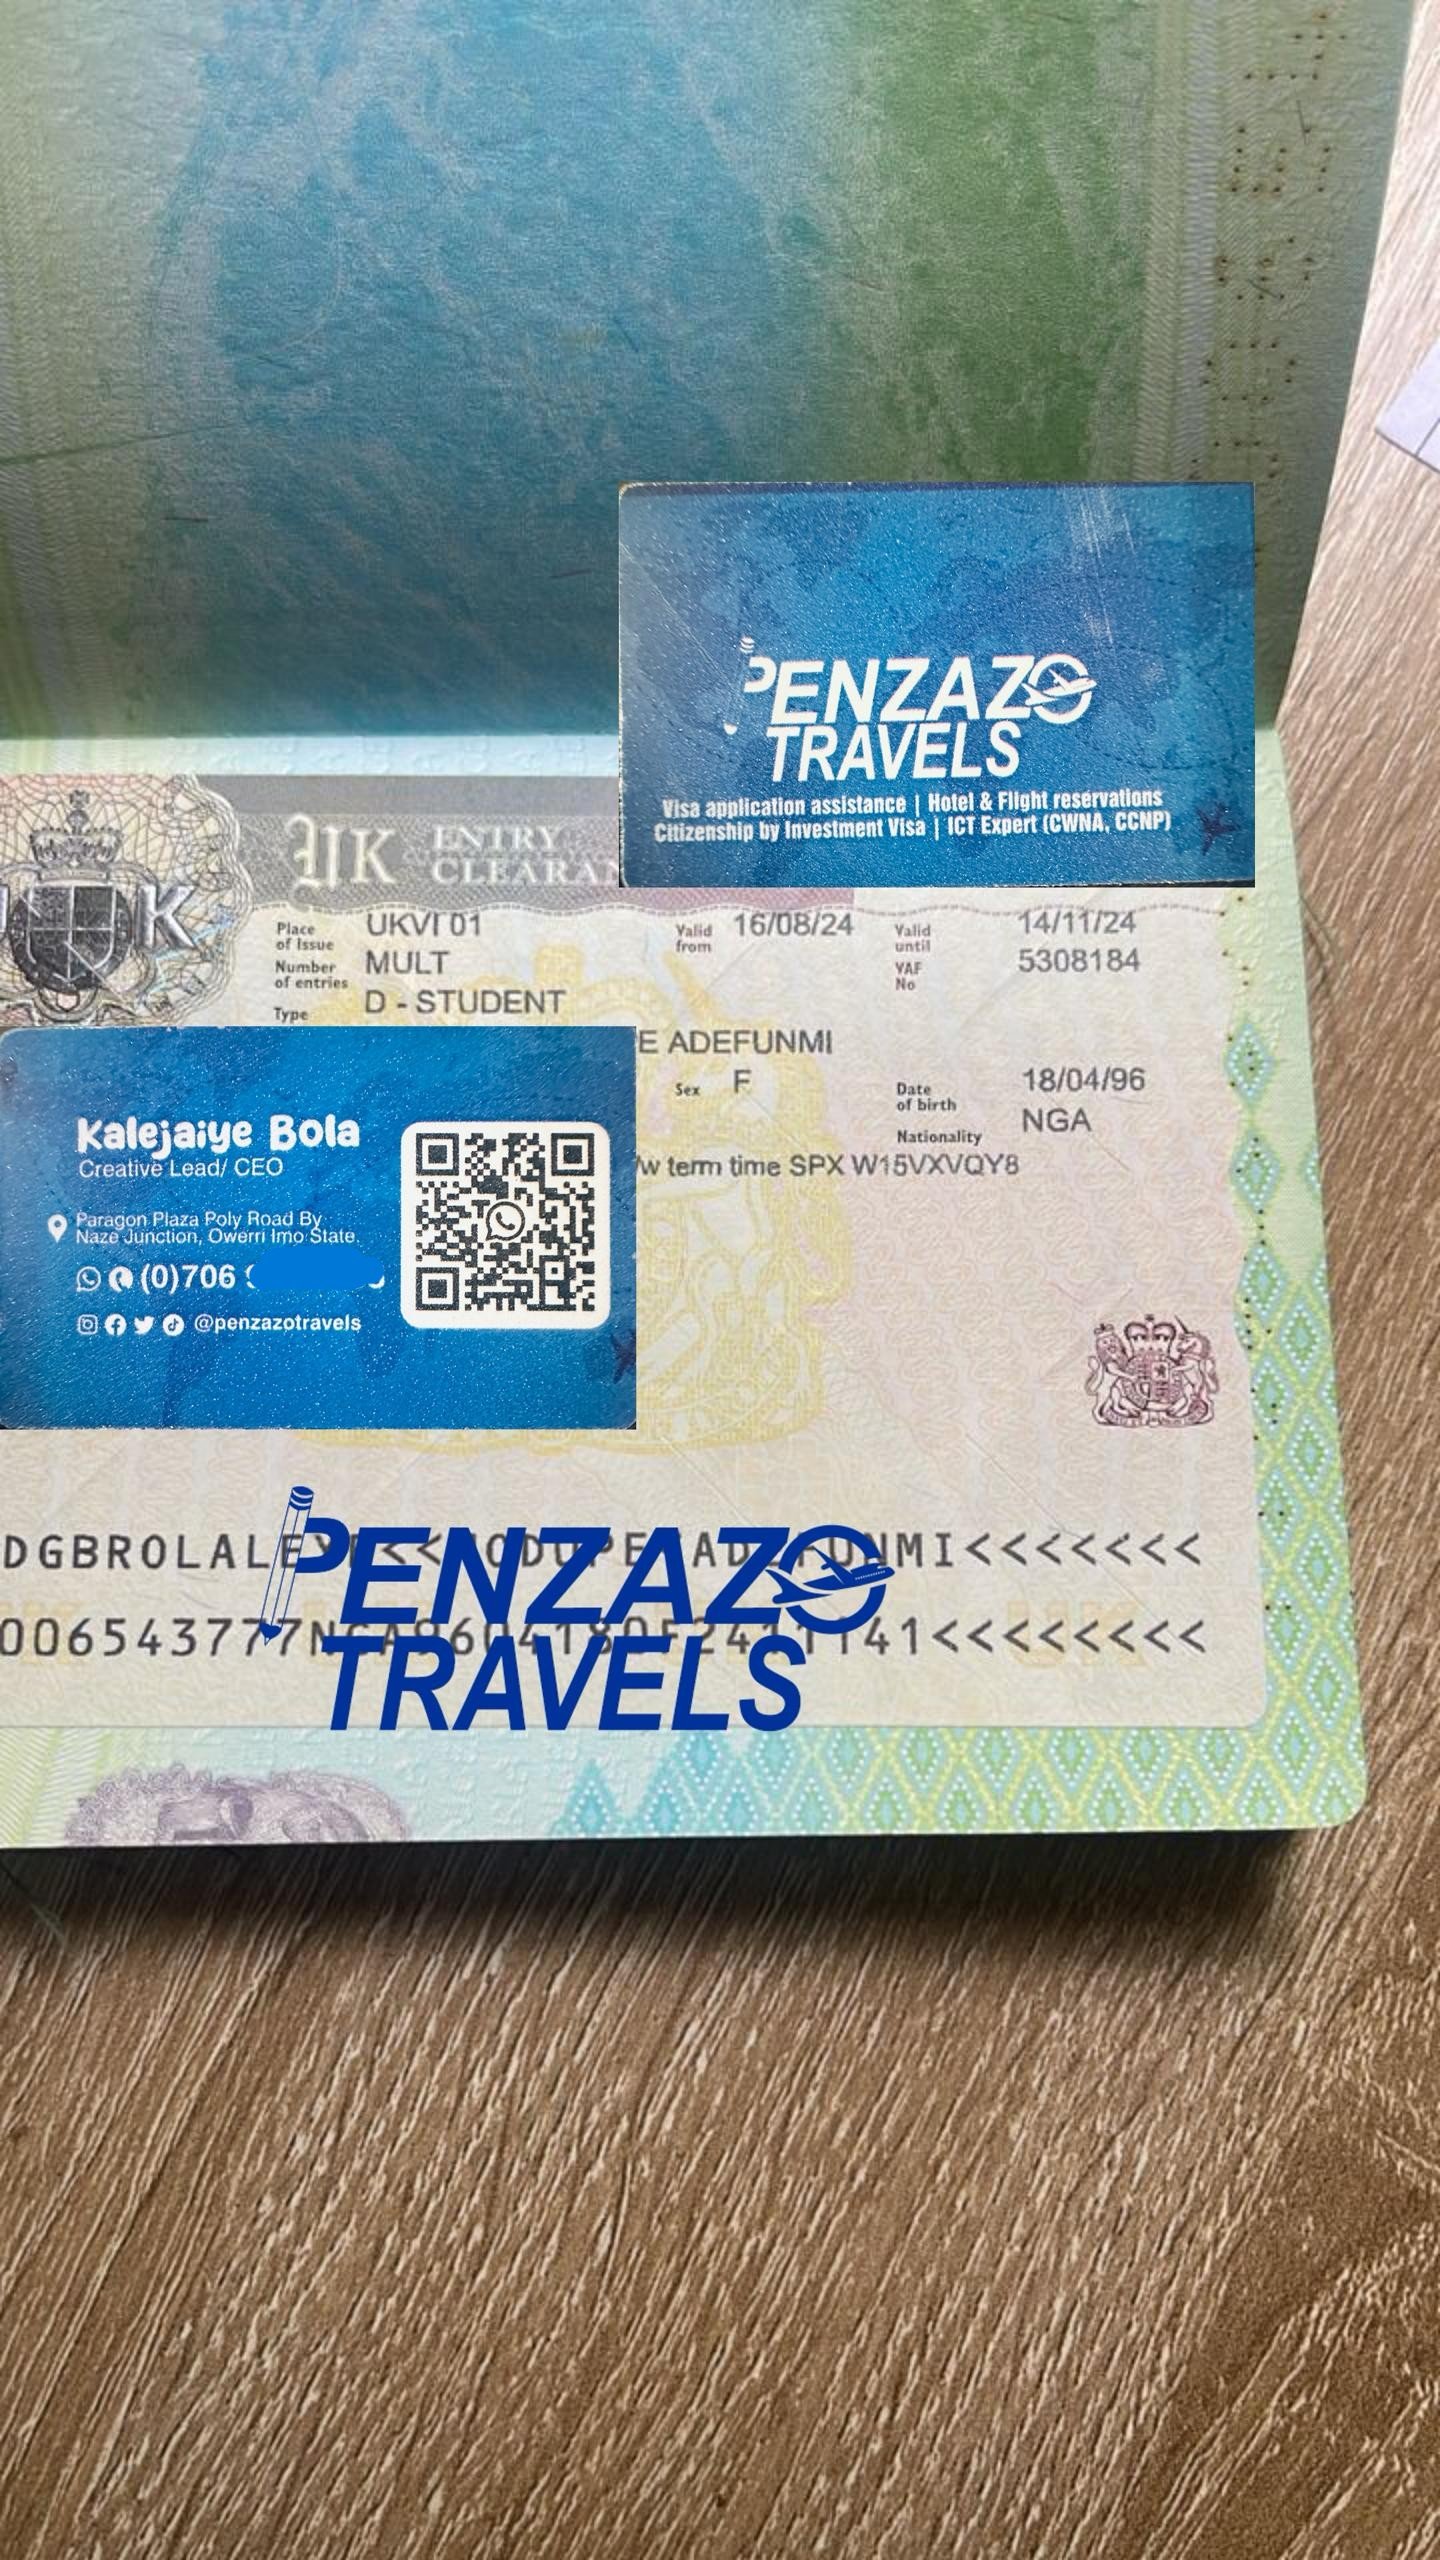 PENZAZO
TRAVELS
Visa application assistance | Hotel & Flight reservations
Citizenship by Investment Visa | ICT Expert (CWNA, CCNP)
UK ENTRY
CLEARAN
K
Place of Issue UKVI 01 Valid from 16/08/24 Valid until 14/11/24
Number of entries MULT VAF No 5308184
Type D - STUDENT
E ADEFUNMI
Sex F Date of birth 18/04/96
Nationality NGA
/w term time SPX W15VXVQY8
Kalejaiye Bola
Creative Lead/ CEO
Paragon Plaza Poly Road By
Naze Junction, Owerri Imo State.
(0)706
@penzazotravels
DGBROLALE MI<<<<<<<
PENZAZO
006543777 41<<<<<<<<
TRAVELS